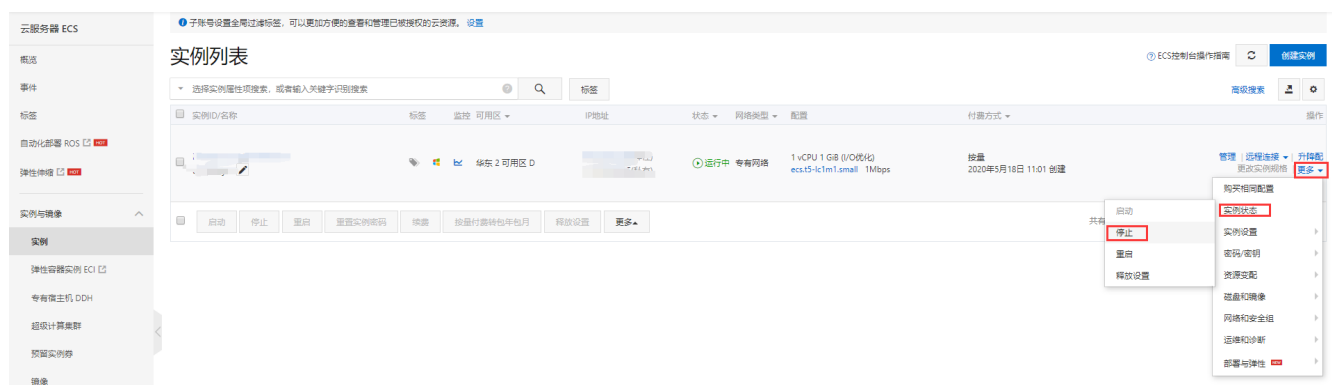 云服务器 ECS
概览
事件
标签
自动化部署 ROS HOT
弹性伸缩 HOT
实例与镜像
实例
弹性容器实例 ECI
专有宿主机 DDH
超级计算集群
预留实例券
镜像
子账号设置全局过滤标签，可以更加方便的查看和管理已被授权的云资源。 设置
实例列表
ECS控制台操作指南 创建实例
选择实例属性项搜索，或者输入关键字识别搜索 标签 高级搜索
实例ID/名称 标签 监控 可用区 IP地址 状态 网络类型 配置 付费方式 操作
华东 2 可用区 D 运行中 专有网络
1 vCPU 1 GiB (I/O优化)
ecs.t5-lc1m1.small 1Mbps
按量
2020年5月18日 11:01 创建
管理 | 远程连接 | 升降配
更改实例规格 更多
启动 停止 重启 重置实例密码 续费 按量付费转包年包月 释放设置 更多
共有
购买相同配置
实例状态
实例设置
密码/密钥
资源变配
磁盘和镜像
网络和安全组
运维和诊断
部署与弹性 NEW
启动
停止
重启
释放设置